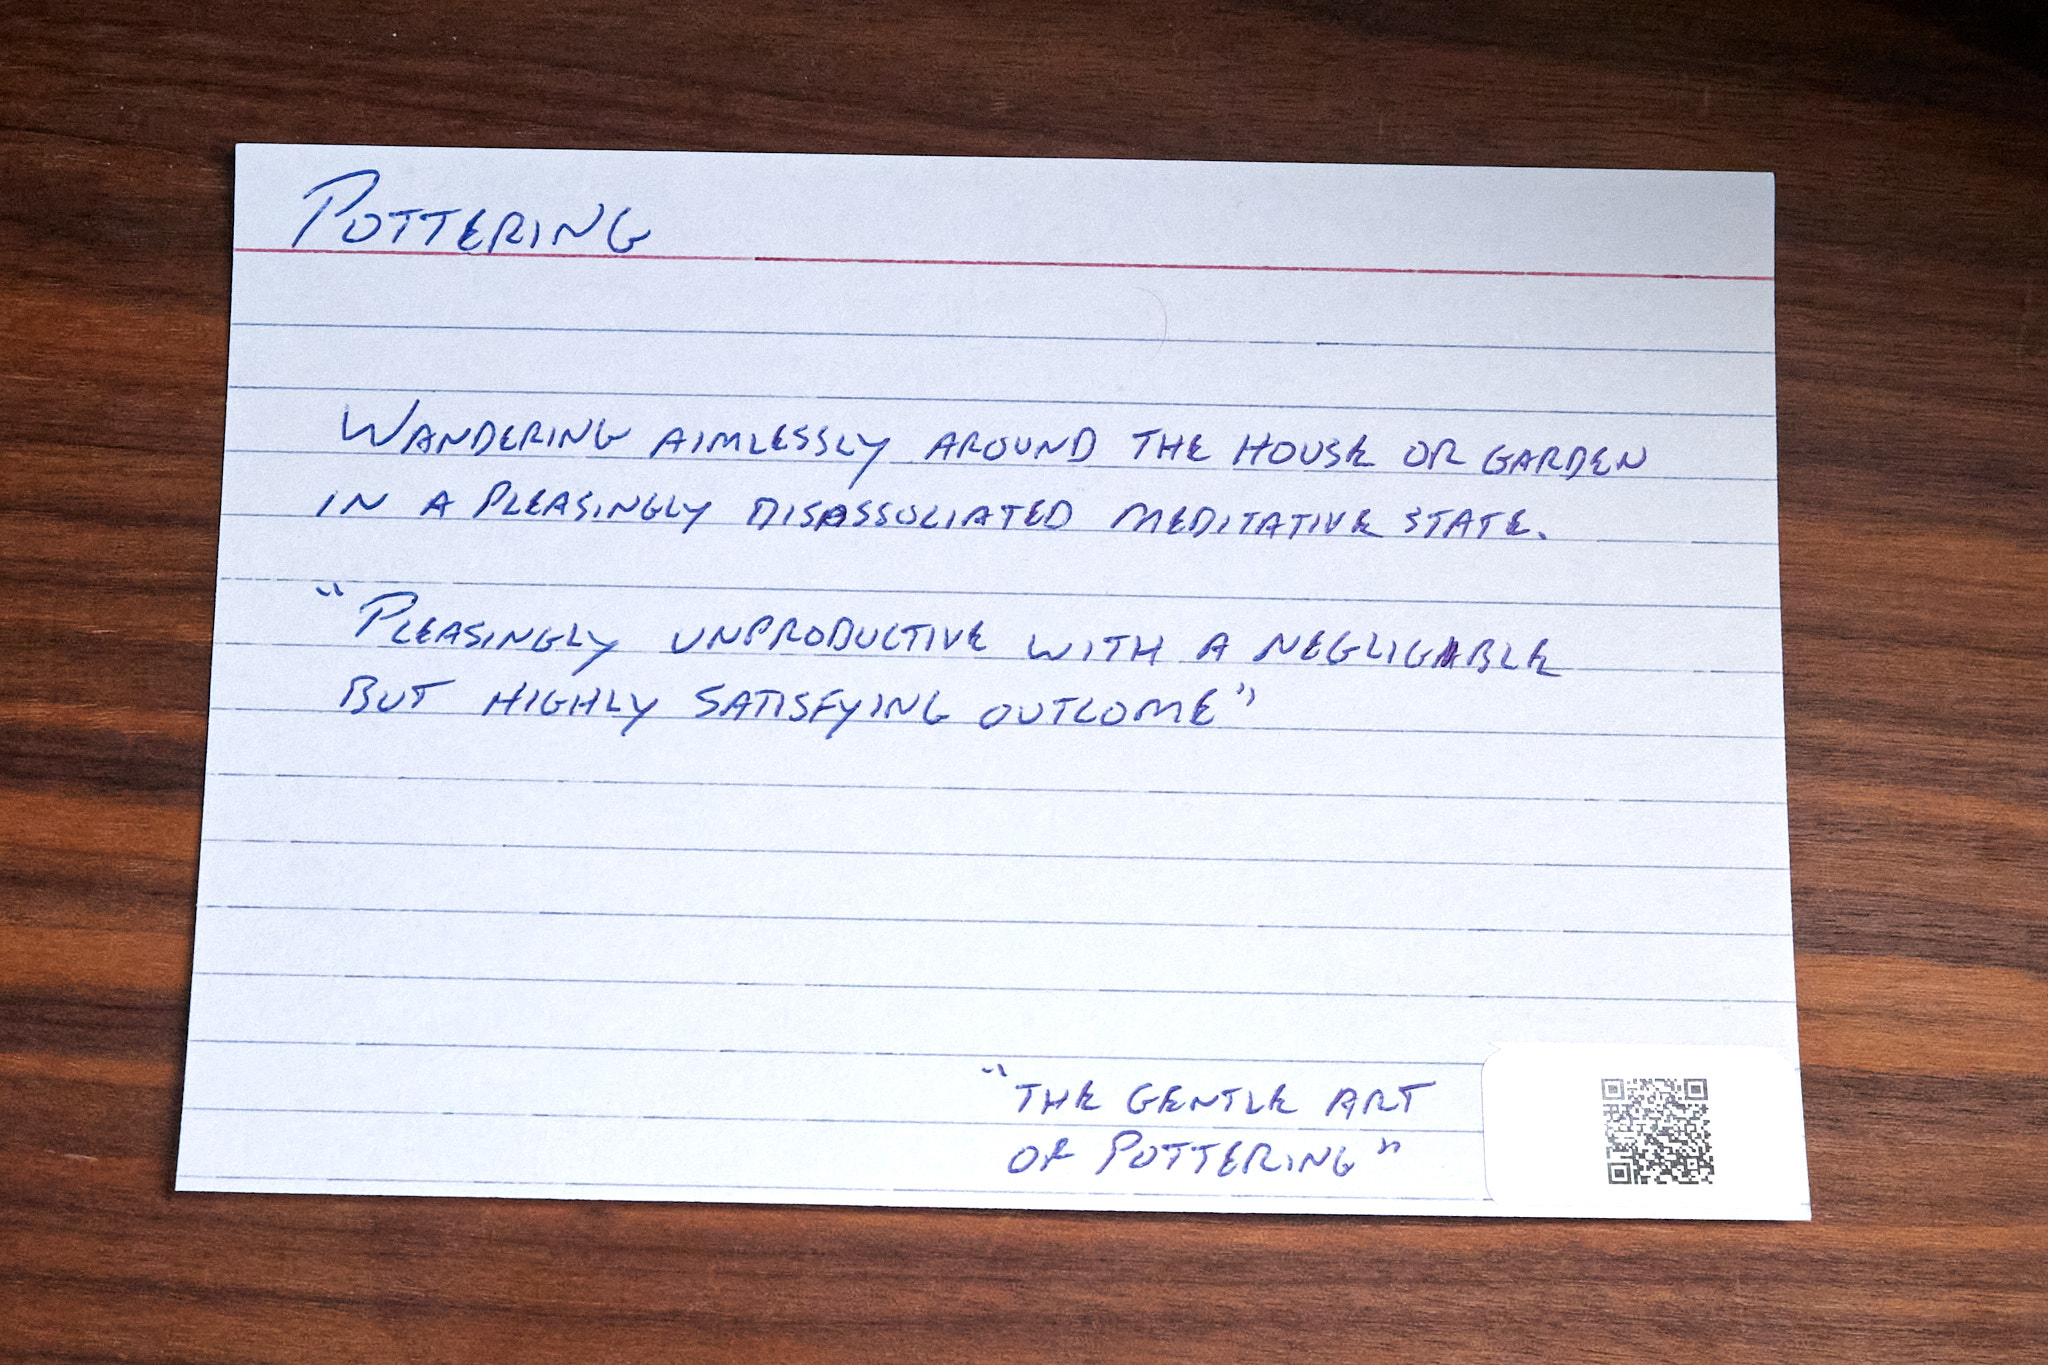 POTTERING
WANDERING AIMLESSLY AROUND THE HOUSE OR GARDEN
IN A PLEASINGLY DISASSOCIATED MEDITATIVE STATE.
"PLEASINGLY UNPRODUCTIVE WITH A NEGLIGABLE
BUT HIGHLY SATISFYING OUTCOME"
"THE GENTLE ART
OF POTTERING"